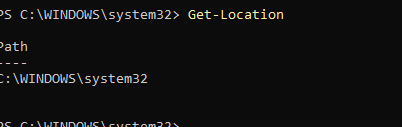 PS C:\WINDOWS\system32> Get-Location
Path
----
C:\WINDOWS\system32
PS C:\WINDOWS\system32>